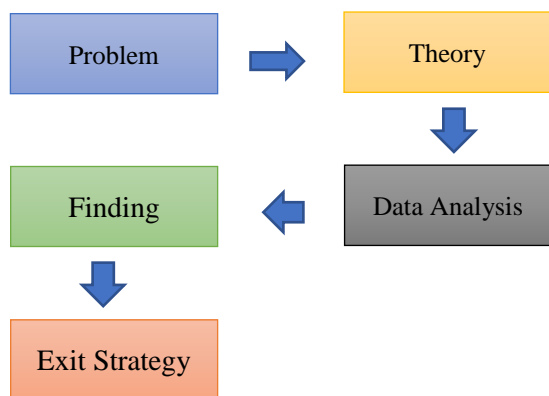 Problem
Theory
Data Analysis
Finding
Exit Strategy